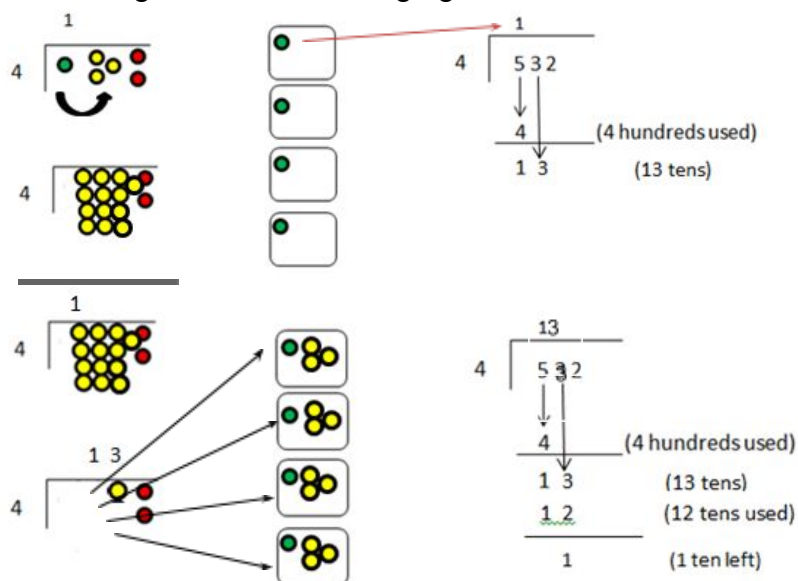 1
4
1
4
5 3 2
4 (4 hundreds used)
1 3 (13 tens)
4
1
4
13
4
5 3 2
4 (4 hundreds used)
1 3
4
1 3 (13 tens)
1 2 (12 tens used)
1 (1 ten left)